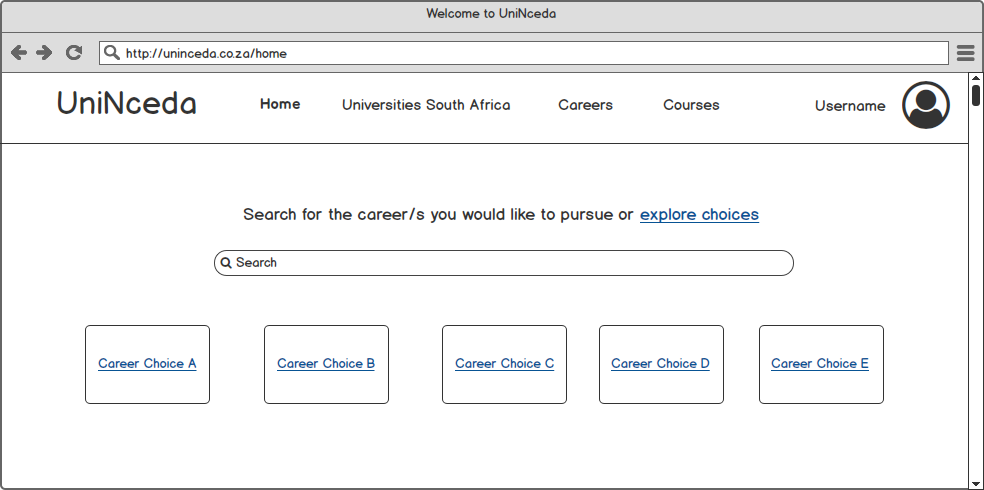 Welcome to UniNceda
http://uninceda.co.za/home
UniNceda Home Universities South Africa Careers Courses Username
Search for the career/s you would like to pursue or explore choices
Search
Career Choice A Career Choice B Career Choice C Career Choice D Career Choice E